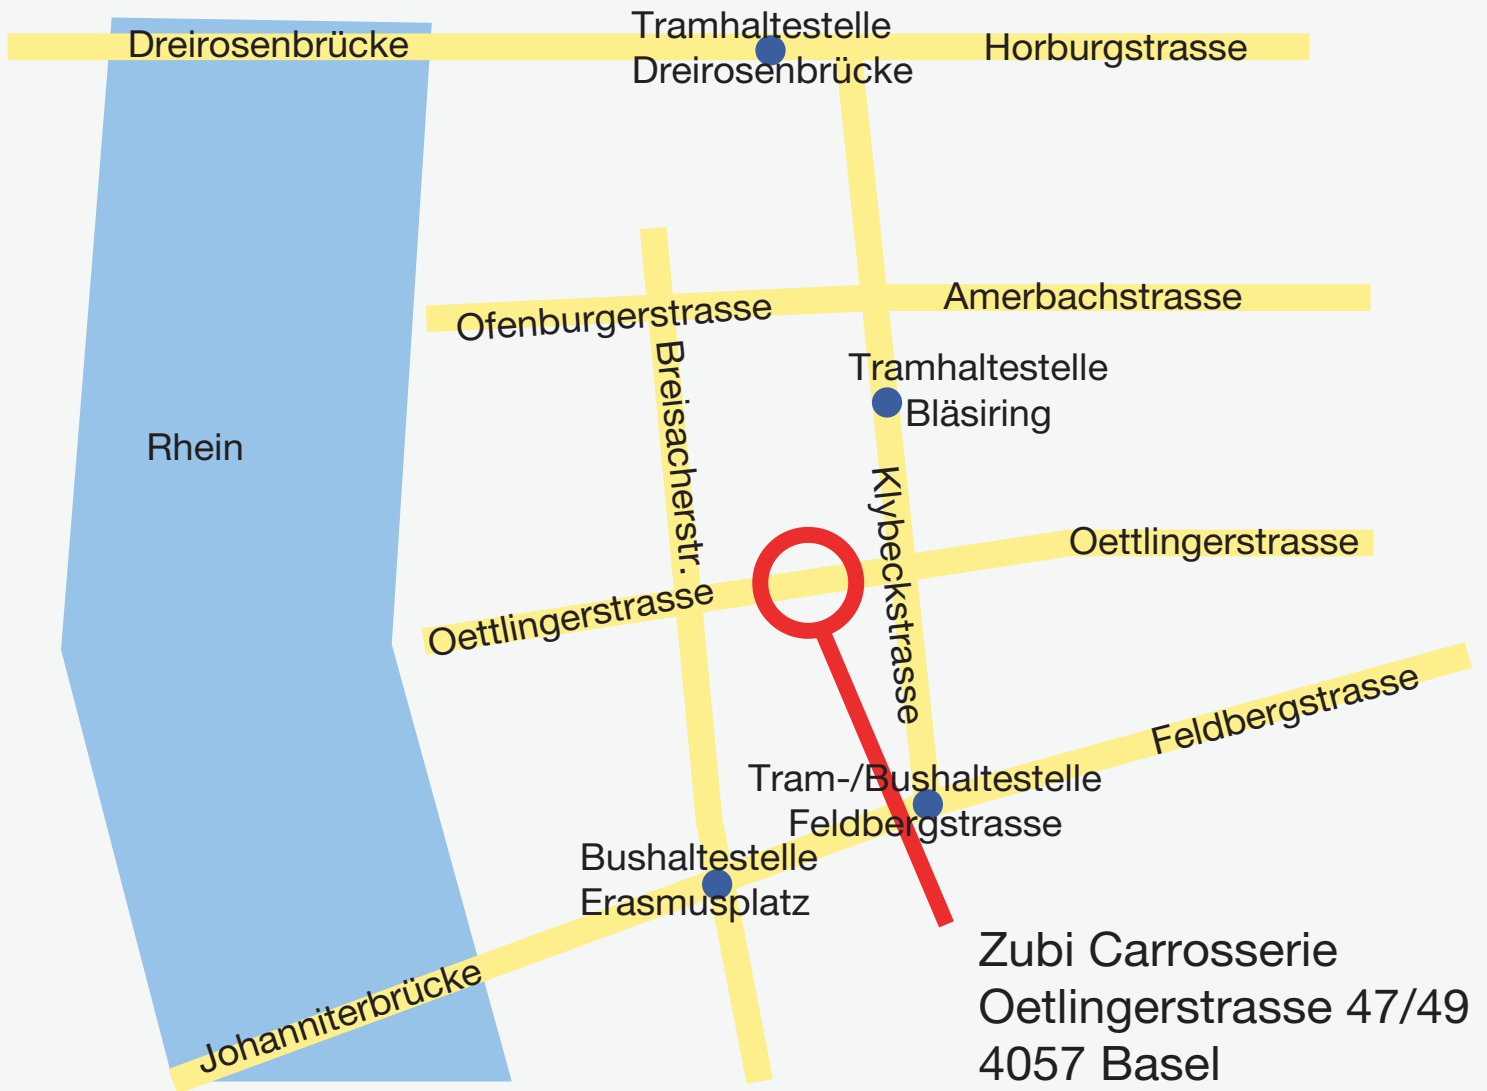 Dreirosenbrücke
Tramhaltestelle
Dreirosenbrücke
Horburgstrasse
Ofenburgerstrasse
Amerbachstrasse
Breisacherstr.
Tramhaltestelle
Bläsiring
Rhein
Klybeckstrasse
Oettlingerstrasse
Oettlingerstrasse
Feldbergstrasse
Tram-/Bushaltestelle
Feldbergstrasse
Bushaltestelle
Erasmusplatz
Johanniterbrücke
Zubi Carrosserie
Oetlingerstrasse 47/49
4057 Basel